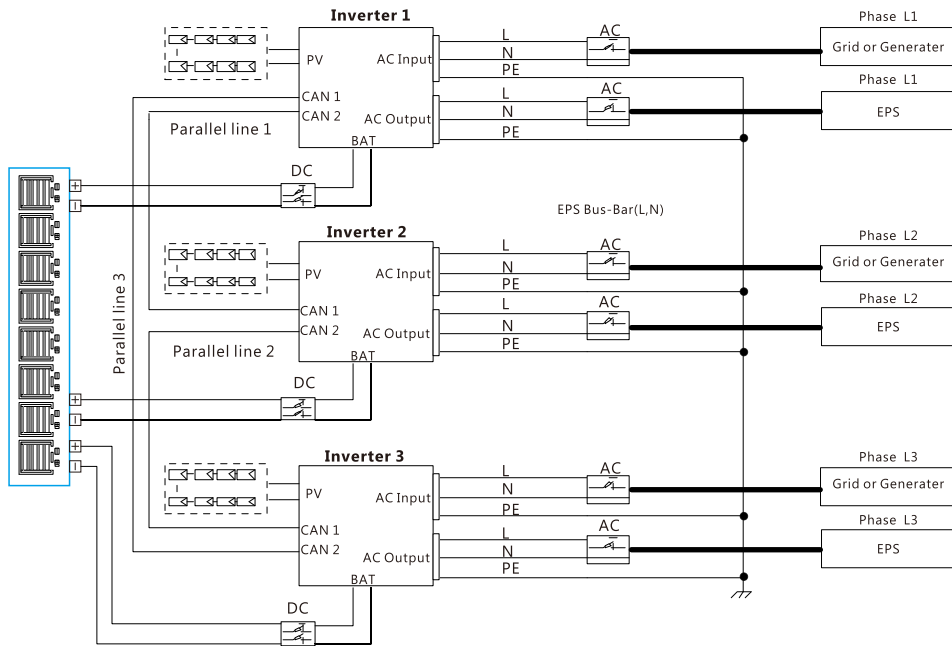 Inverter 1
PV
AC Input
CAN 1
CAN 2
AC Output
BAT
L
N
PE
AC
L
N
PE
AC
Phase L1
Grid or Generater
Phase L1
EPS
Parallel line 1
DC
+
−
EPS Bus-Bar(L,N)
Inverter 2
PV
AC Input
CAN 1
CAN 2
AC Output
BAT
L
N
PE
AC
L
N
PE
AC
Phase L2
Grid or Generater
Phase L2
EPS
Parallel line 3
Parallel line 2
DC
+
−
+
−
Inverter 3
PV
AC Input
CAN 1
CAN 2
AC Output
BAT
L
N
PE
AC
L
N
PE
AC
Phase L3
Grid or Generater
Phase L3
EPS
DC